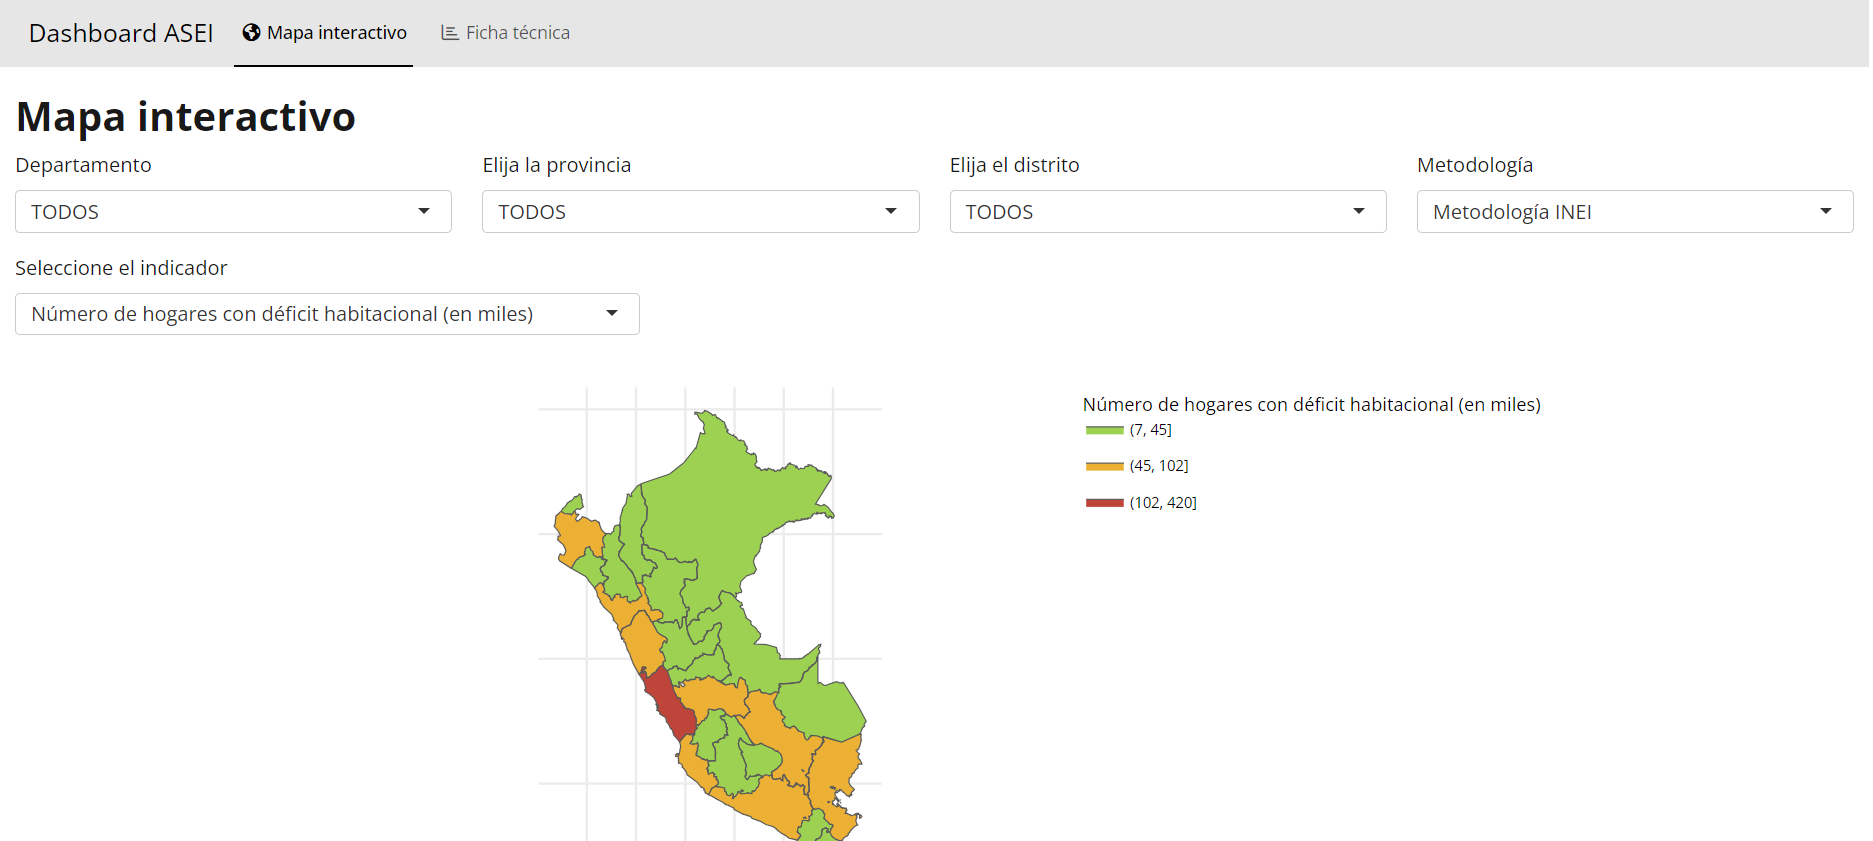 Dashboard ASEI
Mapa interactivo
Ficha técnica
Mapa interactivo
Departamento
Elija la provincia
Elija el distrito
Metodología
TODOS
TODOS
TODOS
Metodología INEI
Seleccione el indicador
Número de hogares con déficit habitacional (en miles)
Número de hogares con déficit habitacional (en miles)
(7, 45]
(45, 102]
(102, 420]